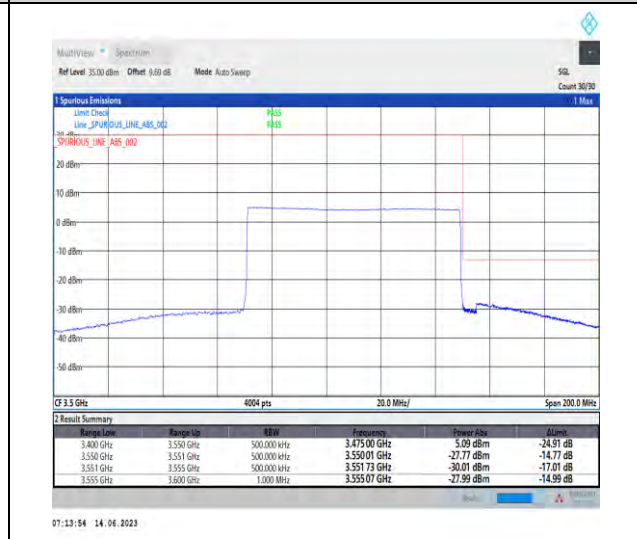 MultiView Spectrum
Ref Level 35.00 dBm Offset 9.69 dB Mode Auto Sweep SGL
Count 30/30
1 Spurious Emissions 1 Max
Limit Check PASS
Line _SPURIOUS_LINE_ABS_002 PASS
30 dBm
_SPURIOUS_LINE_ABS_002
20 dBm
10 dBm
0 dBm
-10 dBm
-20 dBm
-30 dBm
-40 dBm
-50 dBm
CF 3.5 GHz 4004 pts 20.0 MHz/ Span 200.0 MHz
2 Result Summary
Range Low Range Up RBW Frequency Power Abs ΔLimit
3.400 GHz 3.550 GHz 500.000 kHz 3.475 00 GHz 5.09 dBm -24.91 dB
3.550 GHz 3.551 GHz 500.000 kHz 3.550 01 GHz -27.77 dBm -14.77 dB
3.551 GHz 3.555 GHz 500.000 kHz 3.551 73 GHz -30.01 dBm -17.01 dB
3.555 GHz 3.600 GHz 1.000 MHz 3.555 07 GHz -27.99 dBm -14.99 dB
07:13:54 14.06.2023